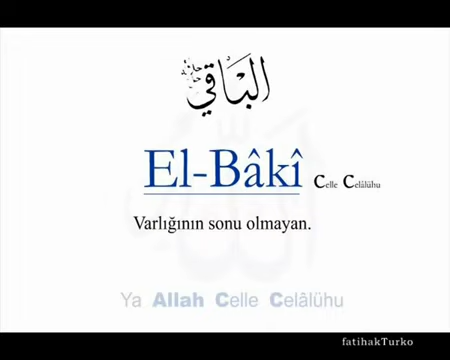 الْبَاقِي
El-Bâkî Celle Celâlühu
Varlığının sonu olmayan.
Ya Allah Celle Celâlühu
fatihakTurko